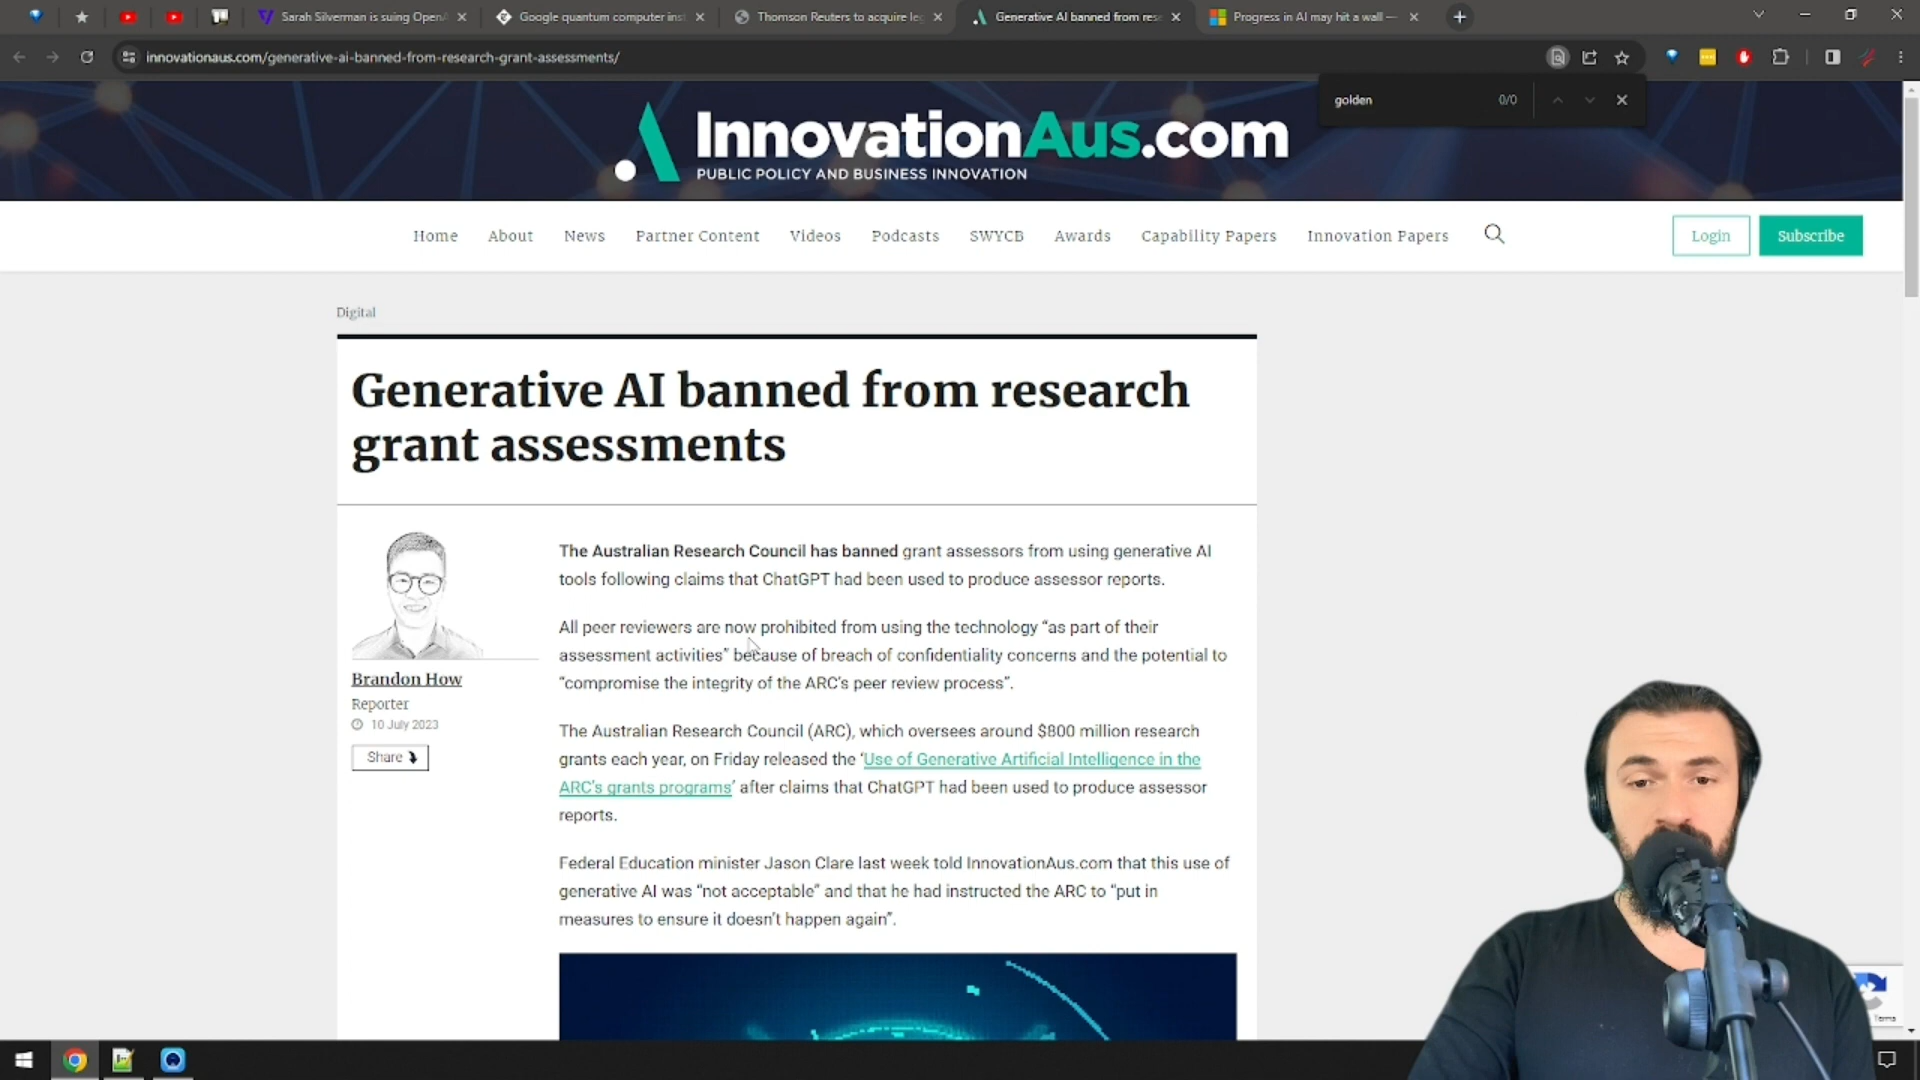 Sarah Silverman is suing OpenA
Google quantum computer inst
Thomson Reuters to acquire leg
Generative AI banned from rese
Progress in AI may hit a wall —
innovationaus.com/generative-ai-banned-from-research-grant-assessments/
golden
0/0
InnovationAus.com
PUBLIC POLICY AND BUSINESS INNOVATION
Home
About
News
Partner Content
Videos
Podcasts
SWYCB
Awards
Capability Papers
Innovation Papers
Login
Subscribe
Digital
Generative AI banned from research
grant assessments
The Australian Research Council has banned grant assessors from using generative AI
tools following claims that ChatGPT had been used to produce assessor reports.
All peer reviewers are now prohibited from using the technology “as part of their
assessment activities” because of breach of confidentiality concerns and the potential to
“compromise the integrity of the ARC’s peer review process”.
Brandon How
Reporter
10 July 2023
Share
The Australian Research Council (ARC), which oversees around $800 million research
grants each year, on Friday released the ‘Use of Generative Artificial Intelligence in the
ARC’s grants programs’ after claims that ChatGPT had been used to produce assessor
reports.
Federal Education minister Jason Clare last week told InnovationAus.com that this use of
generative AI was “not acceptable” and that he had instructed the ARC to “put in
measures to ensure it doesn’t happen again”.
Terms